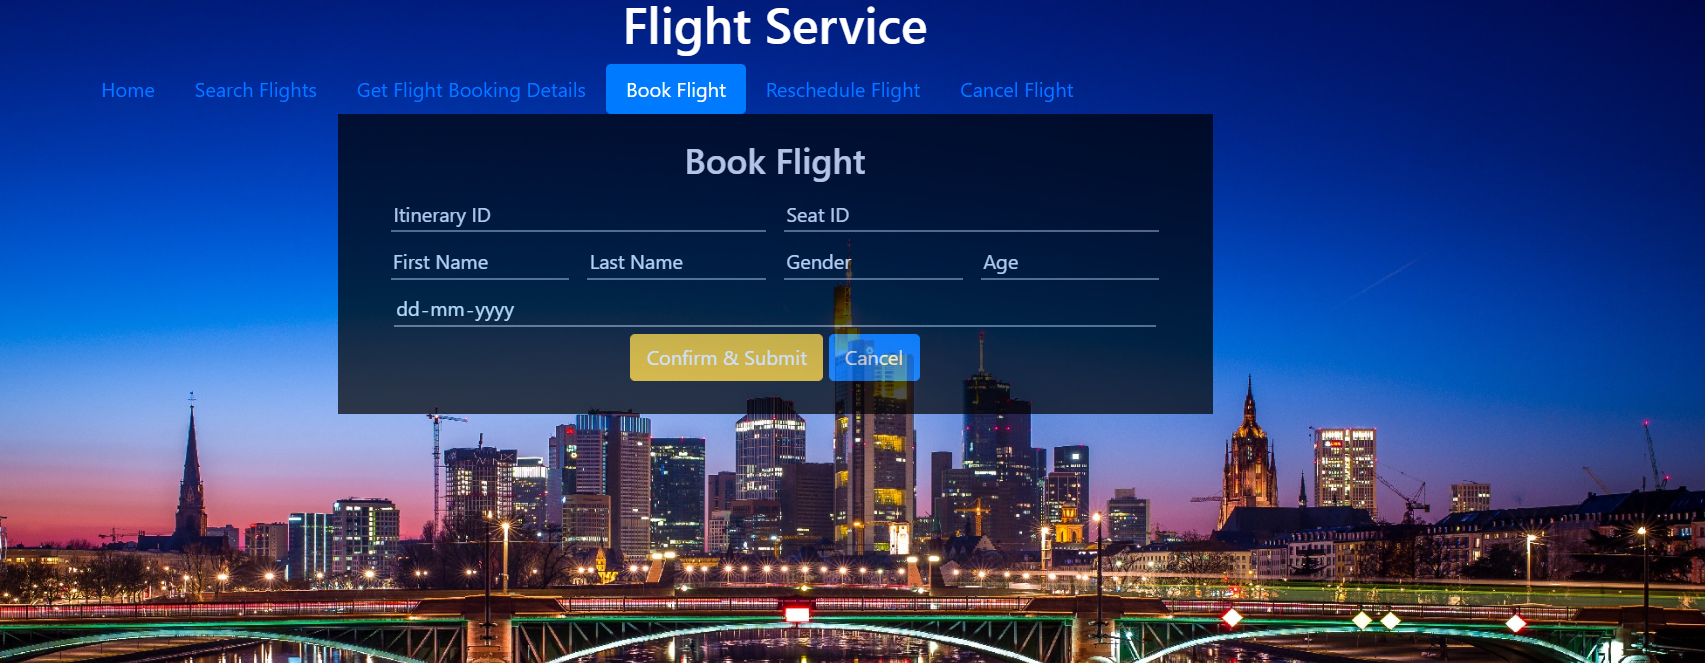 Flight Service
Home Search Flights Get Flight Booking Details Book Flight Reschedule Flight Cancel Flight
Book Flight
Itinerary ID Seat ID
First Name Last Name Gender Age
dd-mm-yyyy
Confirm & Submit Cancel